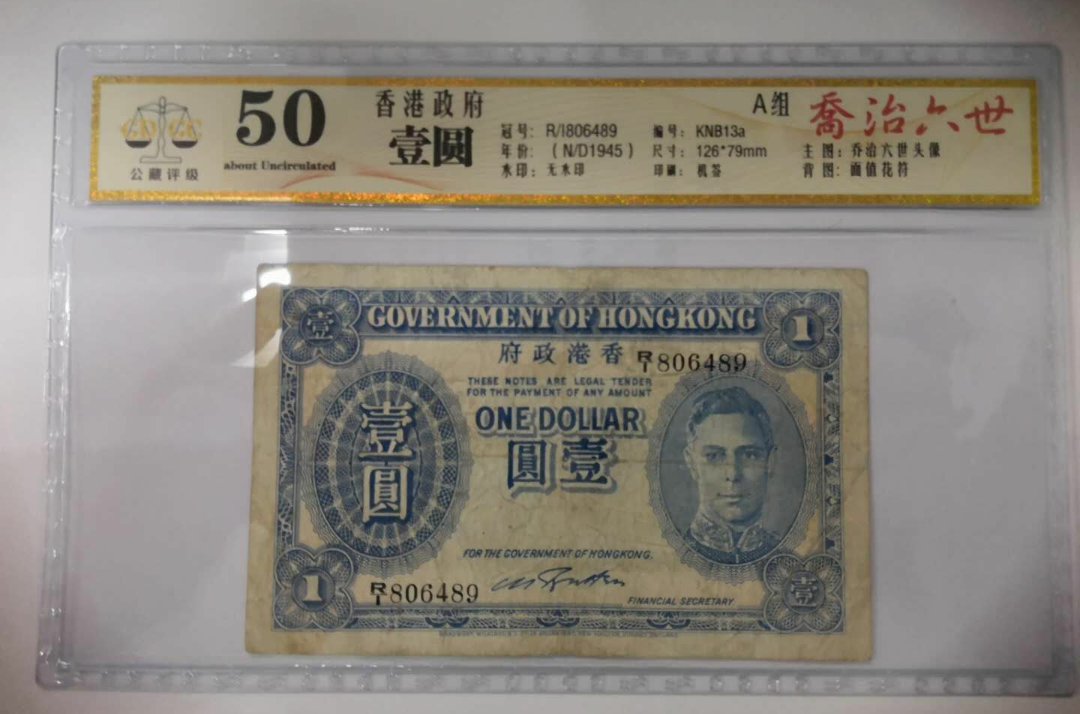 公藏评级
50
about Uncirculated
香港政府
壹圆
冠号: R/I806489
年份: (N/D1945)
水印: 无水印
编号: KNB13a
尺寸: 126*79mm
印刷: 机签
A组
喬治六世
主图: 乔治六世头像
背图: 面值花符
壹
GOVERNMENT OF HONGKONG
1
府政港香
R/1 806489
THESE NOTES ARE LEGAL TENDER
FOR THE PAYMENT OF ANY AMOUNT
ONE DOLLAR
圓壹
壹圓
FOR THE GOVERNMENT OF HONGKONG.
1
R/1 806489
FINANCIAL SECRETARY.
壹